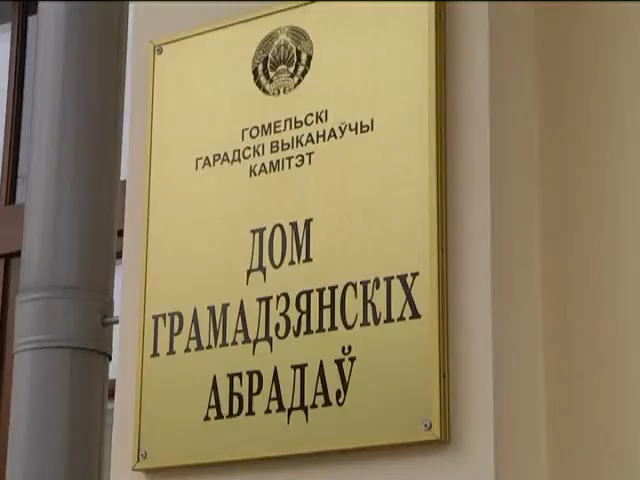 ГОМЕЛЬСКІ
ГАРАДСКІ ВЫКАНАЎЧЫ
КАМІТЭТ
ДОМ
ГРАМАДЗЯНСКІХ
АБРАДАЎ